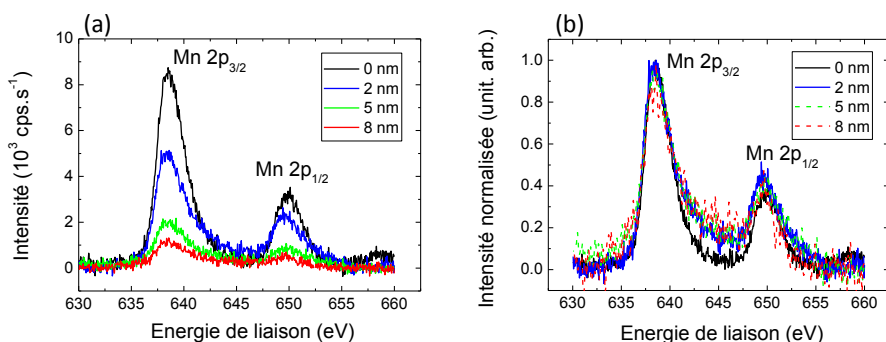 (a)
Intensité (10³ cps.s⁻¹)
10
8
6
4
2
0
Mn 2p₃/₂
Mn 2p₁/₂
0 nm
2 nm
5 nm
8 nm
630 635 640 645 650 655 660
Energie de liaison (eV)
(b)
Intensité normalisée (unit. arb.)
1.0
0.8
0.6
0.4
0.2
0.0
Mn 2p₃/₂
Mn 2p₁/₂
0 nm
2 nm
5 nm
8 nm
630 635 640 645 650 655 660
Energie de liaison (eV)